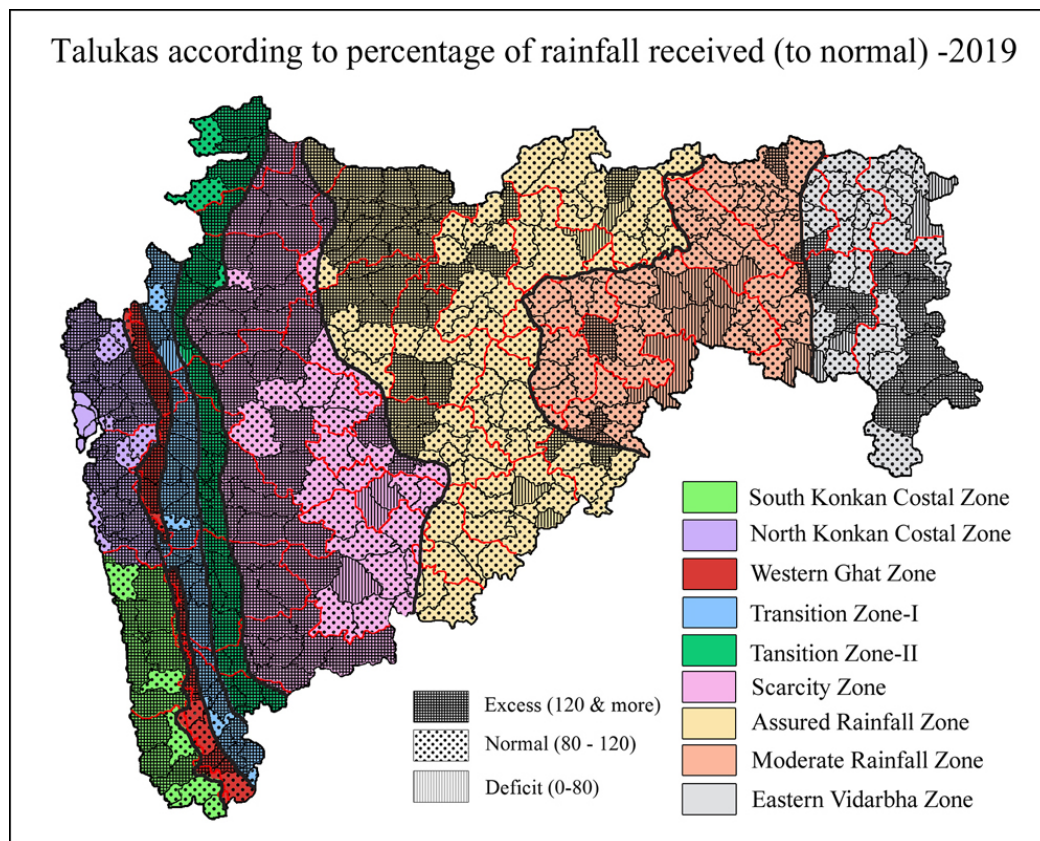 Talukas according to percentage of rainfall received (to normal) -2019
South Konkan Costal Zone
North Konkan Costal Zone
Western Ghat Zone
Transition Zone-I
Tansition Zone-II
Scarcity Zone
Assured Rainfall Zone
Moderate Rainfall Zone
Eastern Vidarbha Zone
Excess (120 & more)
Normal (80 - 120)
Deficit (0-80)